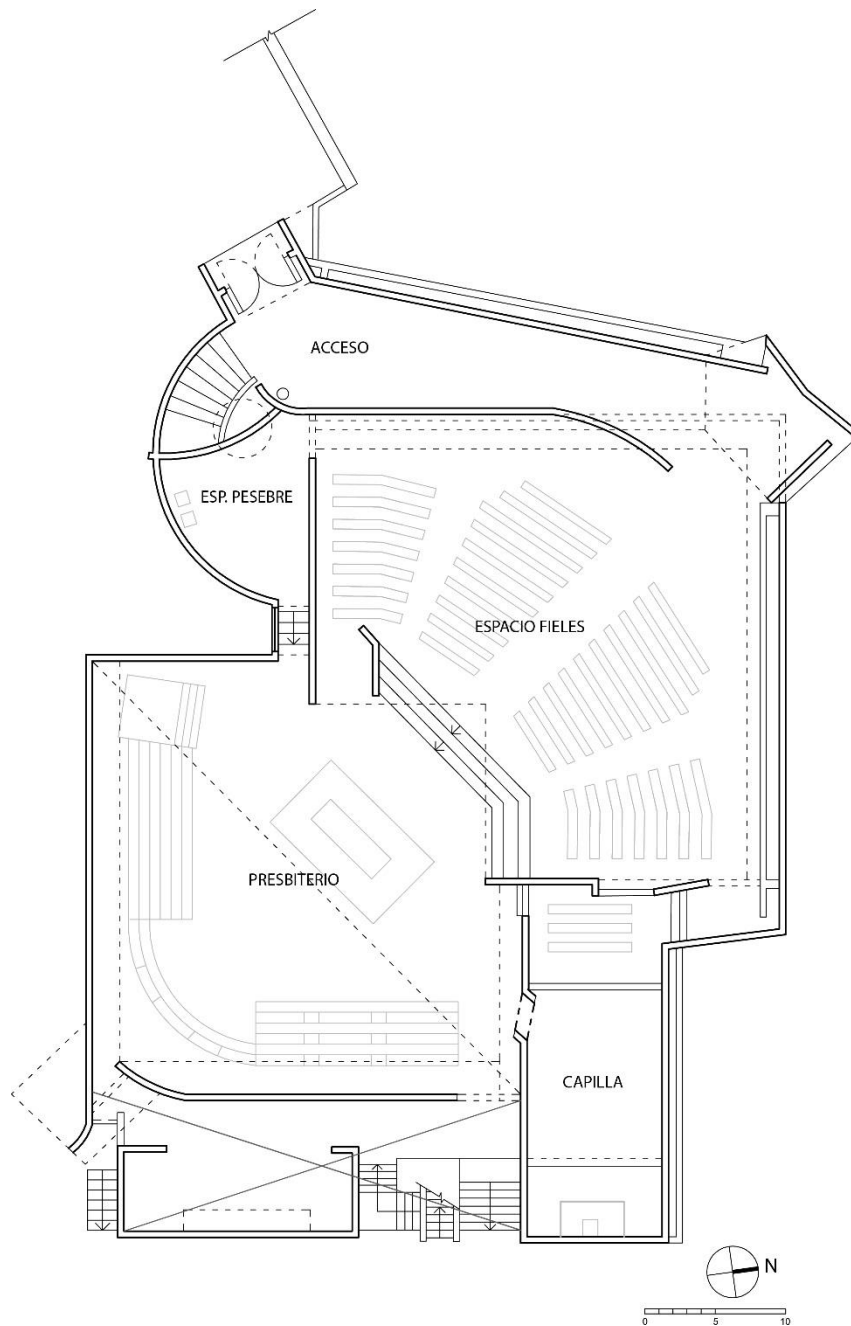 ACCESO
ESP. PESEBRE
ESPACIO FIELES
PRESBITERIO
CAPILLA
N
0 5 10